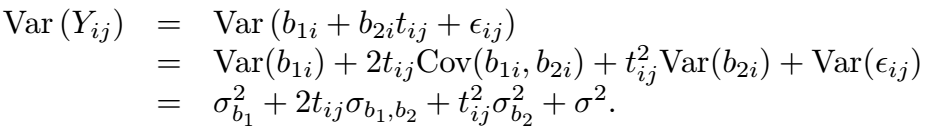 Var (Y_{ij}) = Var (b_{1i} + b_{2i}t_{ij} + ϵ_{ij})
= Var(b_{1i}) + 2t_{ij}Cov(b_{1i}, b_{2i}) + t_{ij}^2Var(b_{2i}) + Var(ϵ_{ij})
= σ_{b_1}^2 + 2t_{ij}σ_{b_1,b_2} + t_{ij}^2σ_{b_2}^2 + σ^2.